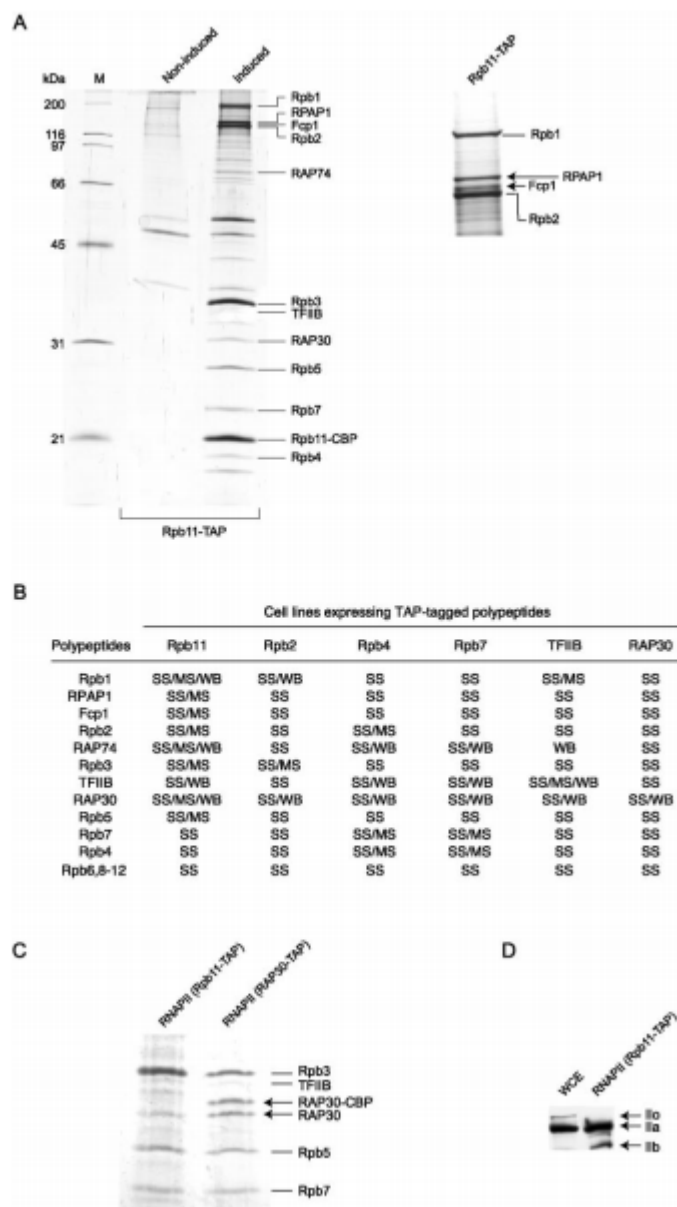 A
Non-induced
Induced
kDa
M
200
116
97
66
45
31
21
Rpb1
RPAP1
Fcp1
Rpb2
RAP74
Rpb3
TFIIB
RAP30
Rpb5
Rpb7
Rpb11-CBP
Rpb4
Rpb11-TAP
Rpb11-TAP
Rpb1
RPAP1
Fcp1
Rpb2
B
Cell lines expressing TAP-tagged polypeptides
Polypeptides Rpb11 Rpb2 Rpb4 Rpb7 TFIIB RAP30
Rpb1 SS/MS/WB SS/WB SS SS SS/MS SS
RPAP1 SS/MS SS SS SS SS SS
Fcp1 SS/MS SS SS SS SS SS
Rpb2 SS/MS SS SS/MS SS SS SS
RAP74 SS/MS/WB SS SS/WB SS/WB WB SS
Rpb3 SS/MS SS/MS SS SS SS SS
TFIIB SS/WB SS SS/WB SS/WB SS/MS/WB SS
RAP30 SS/MS/WB SS/WB SS/WB SS/WB SS/WB SS/WB
Rpb5 SS/MS SS SS SS SS SS
Rpb7 SS SS SS/MS SS/MS SS SS
Rpb4 SS SS SS/MS SS/MS SS SS
Rpb6,8-12 SS SS SS SS SS SS
C
RNAPII (Rpb11-TAP)
RNAPII (RAP30-TAP)
Rpb3
TFIIB
RAP30-CBP
RAP30
Rpb5
Rpb7
D
WCE
RNAPII (Rpb11-TAP)
IIo
IIa
IIb